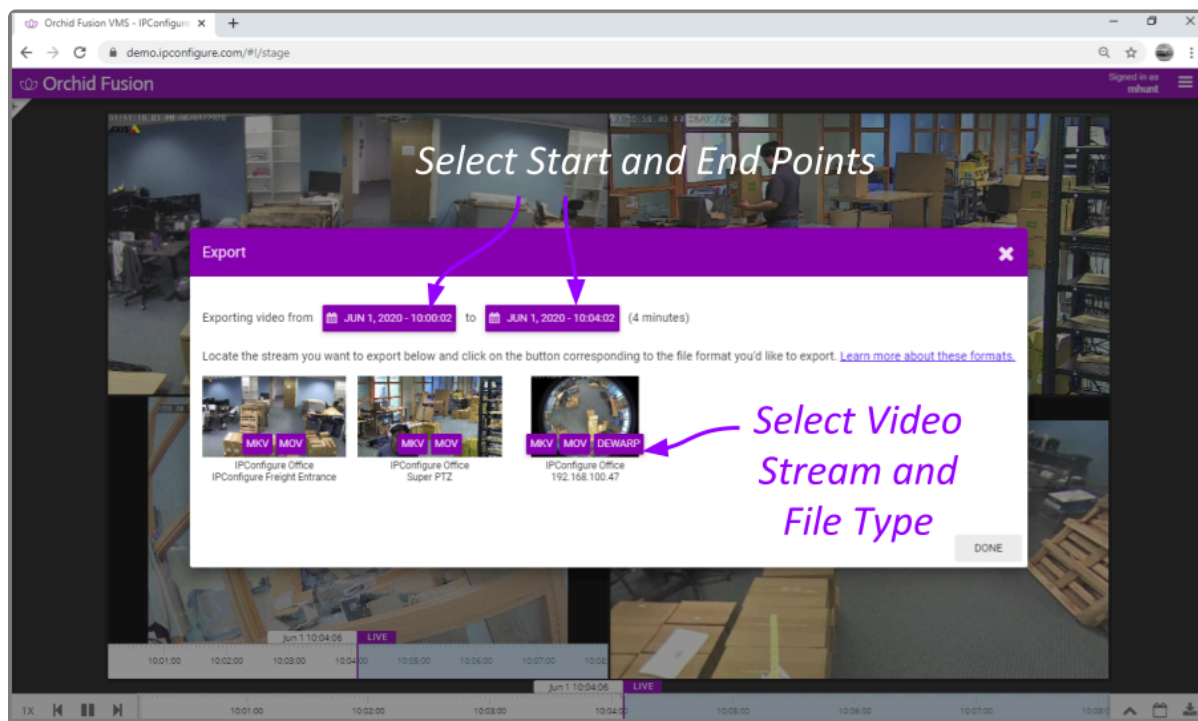 Orchid Fusion VMS - IPConfigure
demo.ipconfigure.com/#!/stage
Orchid Fusion
Signed in as
mhunt
AXIS
Select Start and End Points
Export
Exporting video from JUN 1, 2020 - 10:00:02 to JUN 1, 2020 - 10:04:02 (4 minutes)
Locate the stream you want to export below and click on the button corresponding to the file format you'd like to export. Learn more about these formats.
MKV MOV
MKV MOV
MKV MOV DEWARP
IPConfigure Office
IPConfigure Freight Entrance
IPConfigure Office
Super PTZ
IPConfigure Office
192.168.100.47
Select Video
Stream and
File Type
DONE
Jun 1 10:04:06 LIVE
10:01:00 10:02:00 10:03:00 10:04:00 10:05:00 10:06:00 10:07:00
Jun 1 10:04:06 LIVE
1X 10:01:00 10:02:00 10:03:00 10:05:00 10:06:00 10:07:00